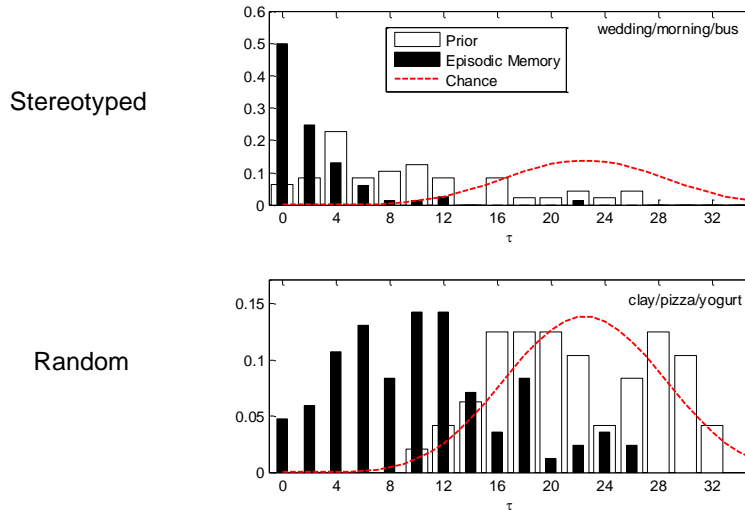 Stereotyped
wedding/morning/bus
Prior
Episodic Memory
Chance
0.6
0.5
0.4
0.3
0.2
0.1
0
0 4 8 12 16 20 24 28 32
τ
Random
clay/pizza/yogurt
0.15
0.1
0.05
0
0 4 8 12 16 20 24 28 32
τ